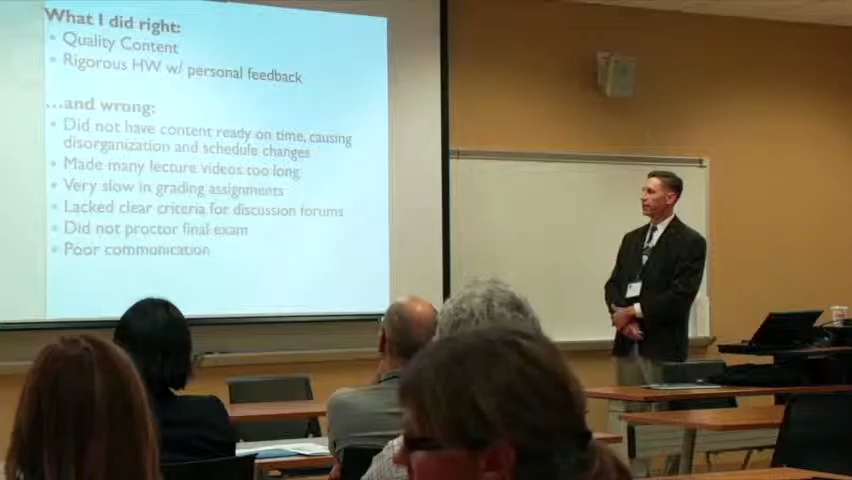 What I did right:
• Quality Content
• Rigorous HW w/ personal feedback
...and wrong:
• Did not have content ready on time, causing
disorganization and schedule changes
• Made many lecture videos too long
• Very slow in grading assignments
• Lacked clear criteria for discussion forums
• Did not proctor final exam
• Poor communication